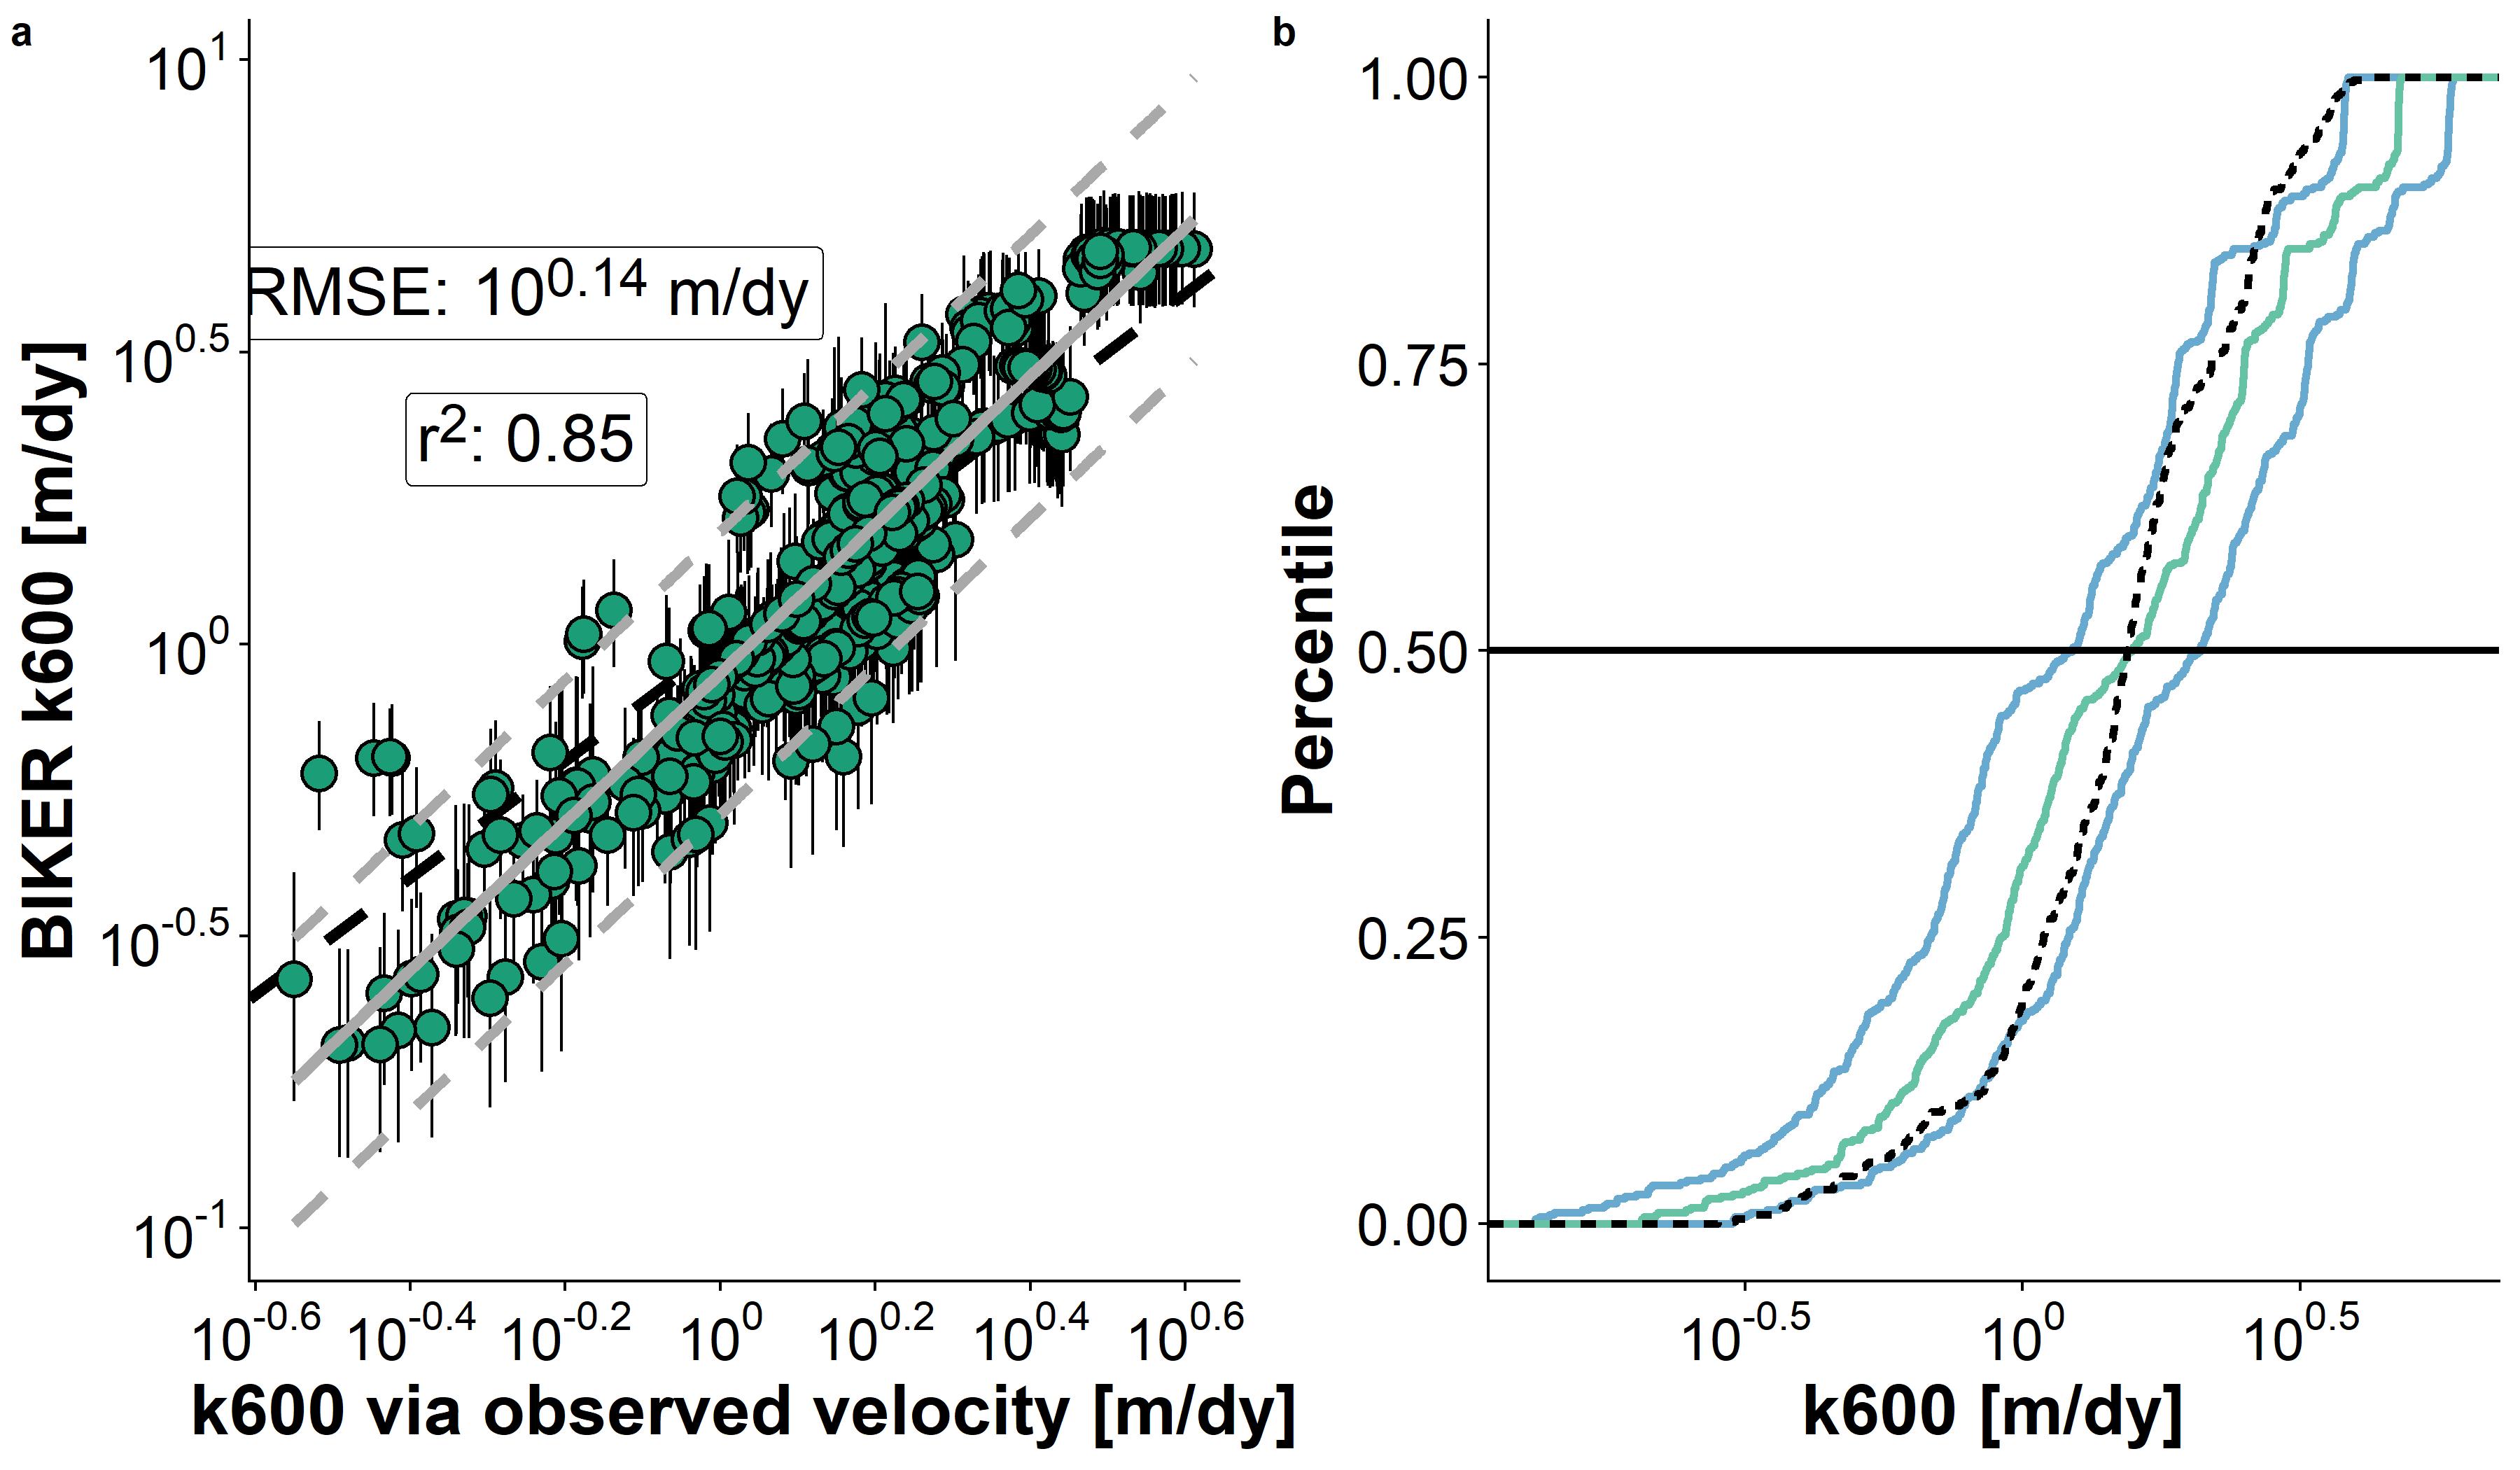 a
BIKER k600 [m/dy]
10^1
10^0.5
10^0
10^-0.5
10^-1
RMSE: 10^0.14 m/dy
r^2: 0.85
10^-0.6 10^-0.4 10^-0.2 10^0 10^0.2 10^0.4 10^0.6
k600 via observed velocity [m/dy]
b
Percentile
1.00
0.75
0.50
0.25
0.00
10^-0.5 10^0 10^0.5
k600 [m/dy]